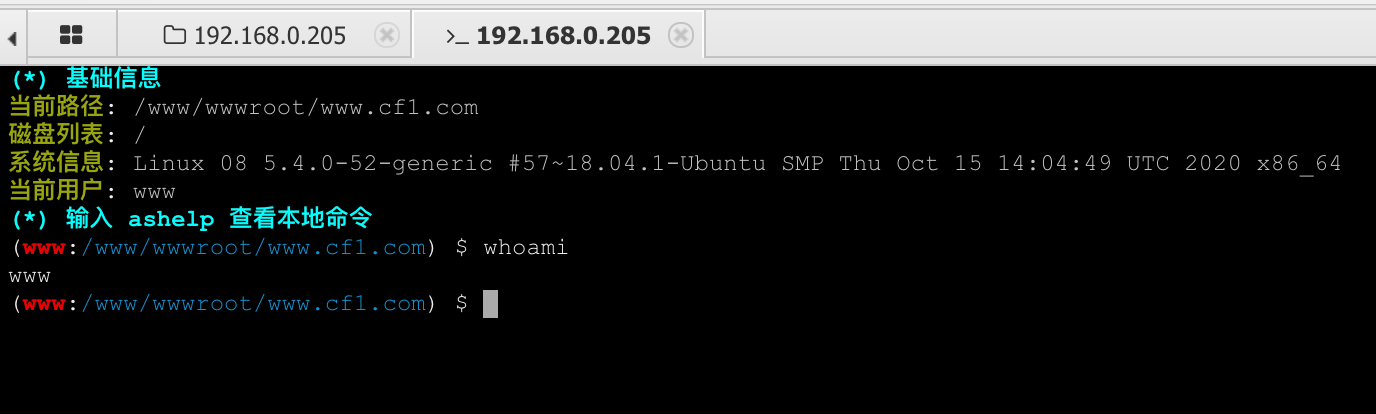 192.168.0.205 >_ 192.168.0.205
(*) 基础信息
当前路径: /www/wwwroot/www.cf1.com
磁盘列表: /
系统信息: Linux 08 5.4.0-52-generic #57~18.04.1-Ubuntu SMP Thu Oct 15 14:04:49 UTC 2020 x86_64
当前用户: www
(*) 输入 ashelp 查看本地命令
(www:/www/wwwroot/www.cf1.com) $ whoami
www
(www:/www/wwwroot/www.cf1.com) $